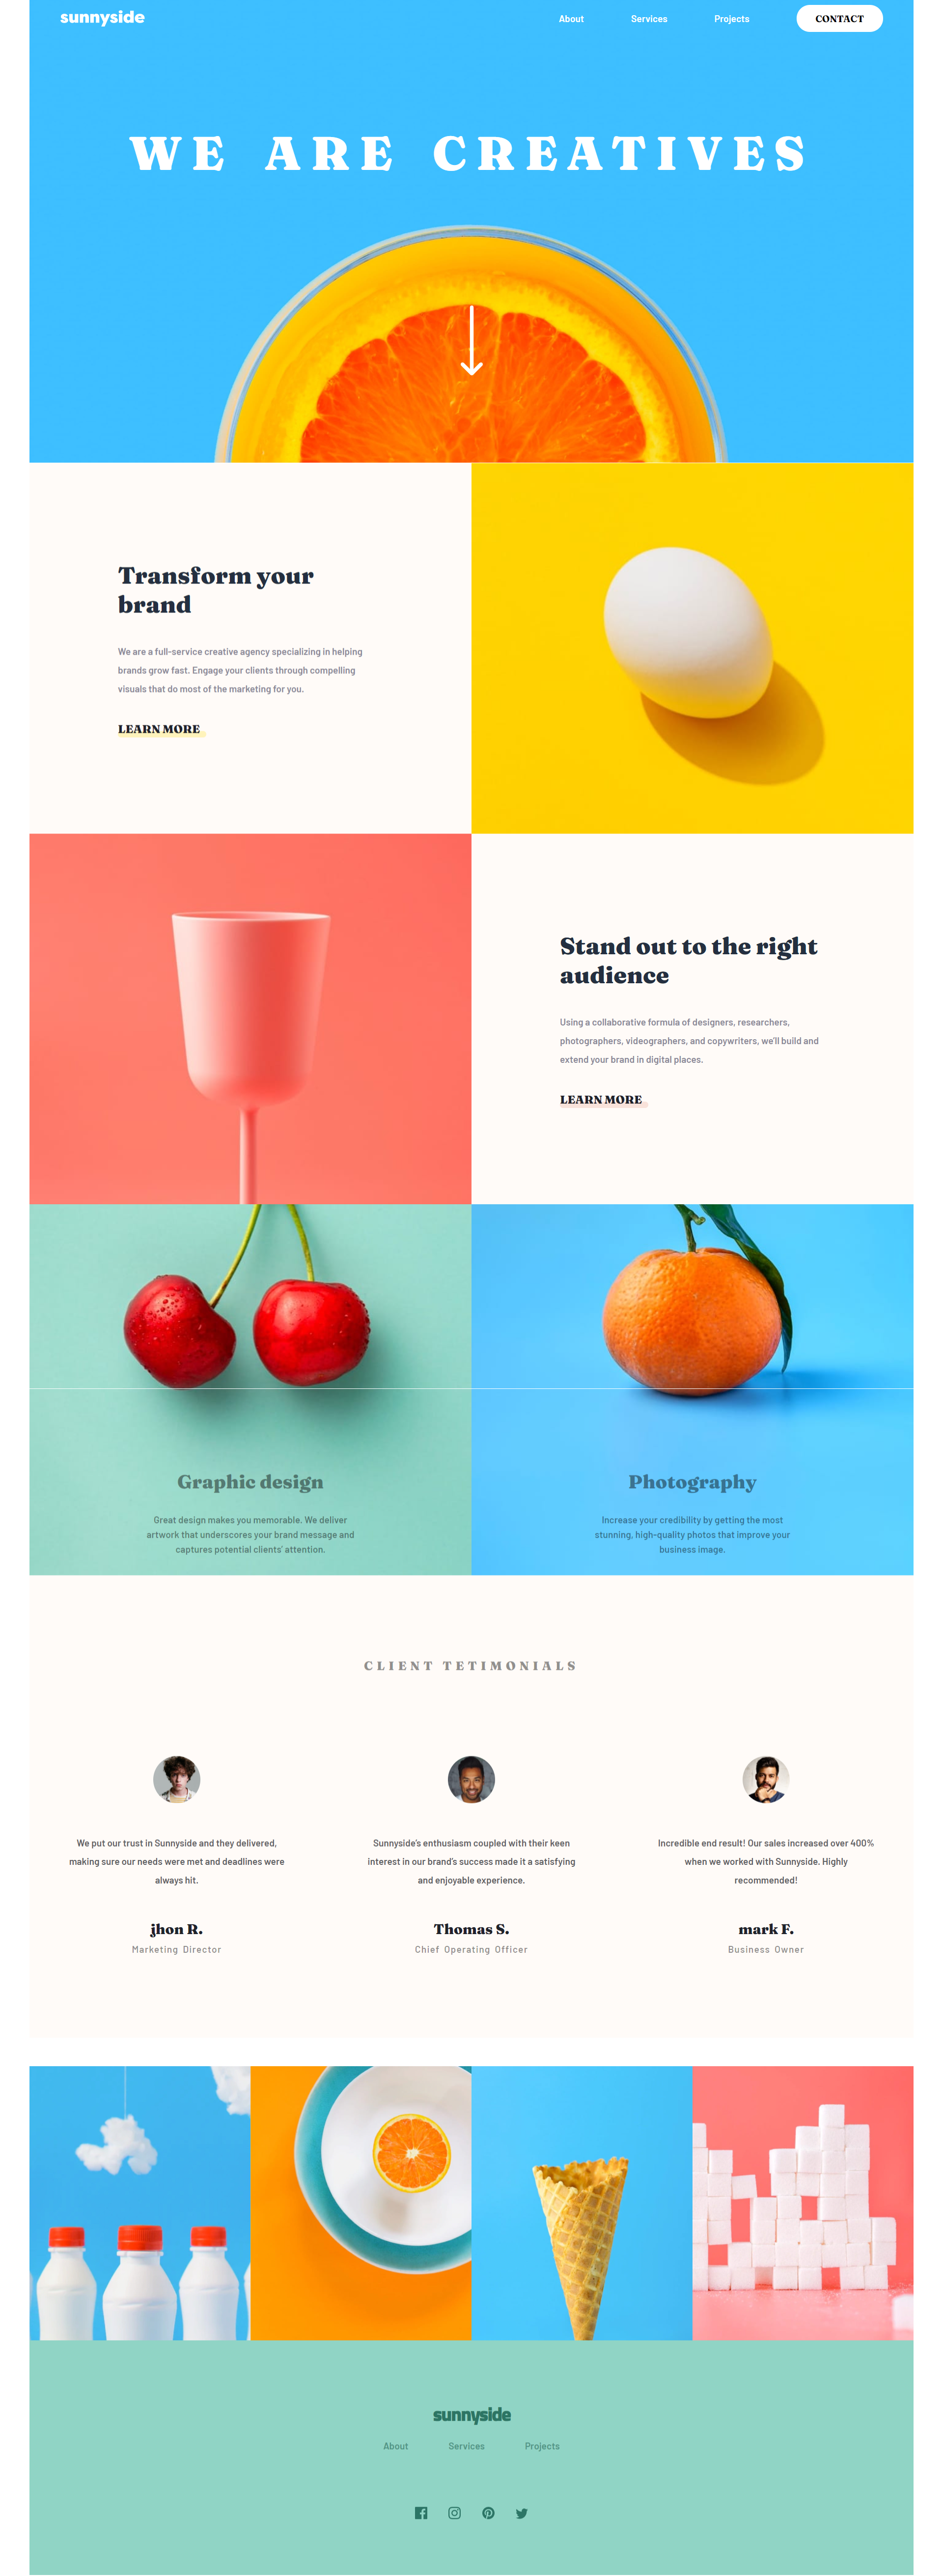 sunnyside
About Services Projects CONTACT
WE ARE CREATIVES
Transform your
brand
We are a full-service creative agency specializing in helping
brands grow fast. Engage your clients through compelling
visuals that do most of the marketing for you.
LEARN MORE
Stand out to the right
audience
Using a collaborative formula of designers, researchers,
photographers, videographers, and copywriters, we'll build and
extend your brand in digital places.
LEARN MORE
Graphic design
Great design makes you memorable. We deliver
artwork that underscores your brand message and
captures potential clients' attention.
Photography
Increase your credibility by getting the most
stunning, high-quality photos that improve your
business image.
CLIENT TETIMONIALS
We put our trust in Sunnyside and they delivered,
making sure our needs were met and deadlines were
always hit.
jhon R.
Marketing Director
Sunnyside's enthusiasm coupled with their keen
interest in our brand's success made it a satisfying
and enjoyable experience.
Thomas S.
Chief Operating Officer
Incredible end result! Our sales increased over 400%
when we worked with Sunnyside. Highly
recommended!
mark F.
Business Owner
sunnyside
About Services Projects